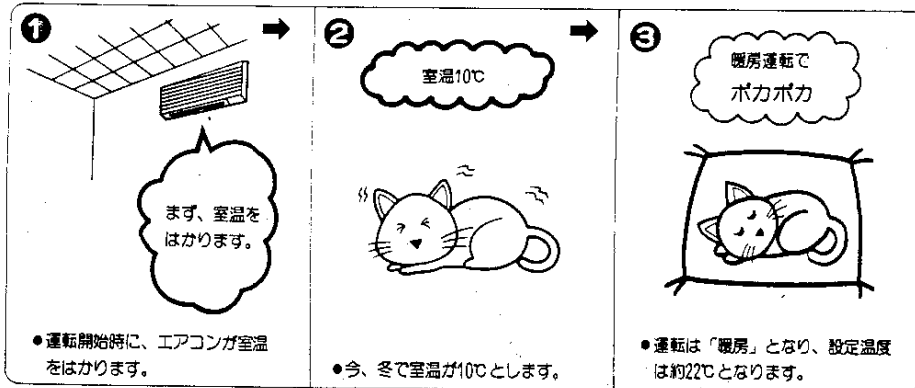 ❶
➡
まず、室温を
はかります。
●運転開始時に、エアコンが室温
をはかります。
❷
➡
室温10℃
●今、冬で室温が10℃とします。
❸
暖房運転で
ポカポカ
●運転は「暖房」となり、設定温度
は約22℃となります。